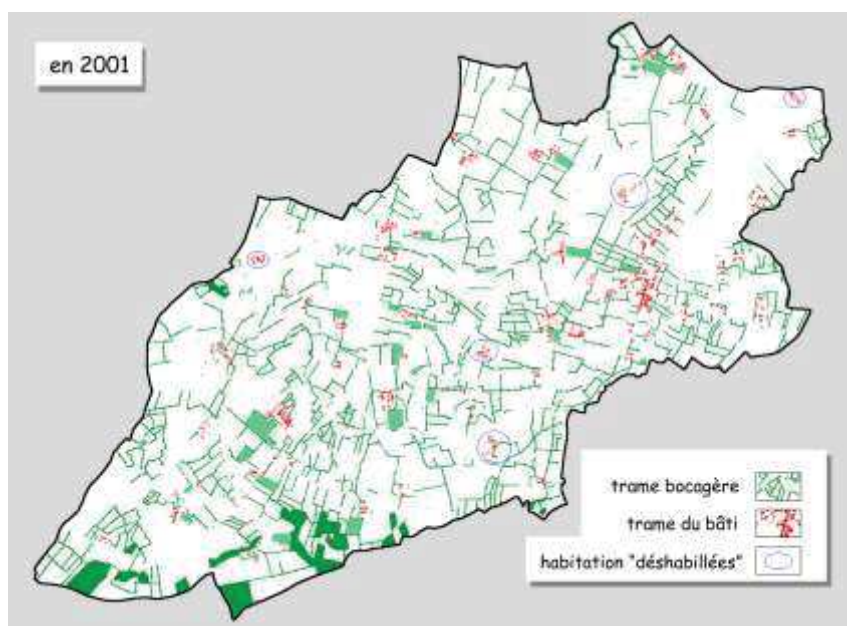 en 2001
trame bocagère
trame du bâti
habitation "déshabillées"